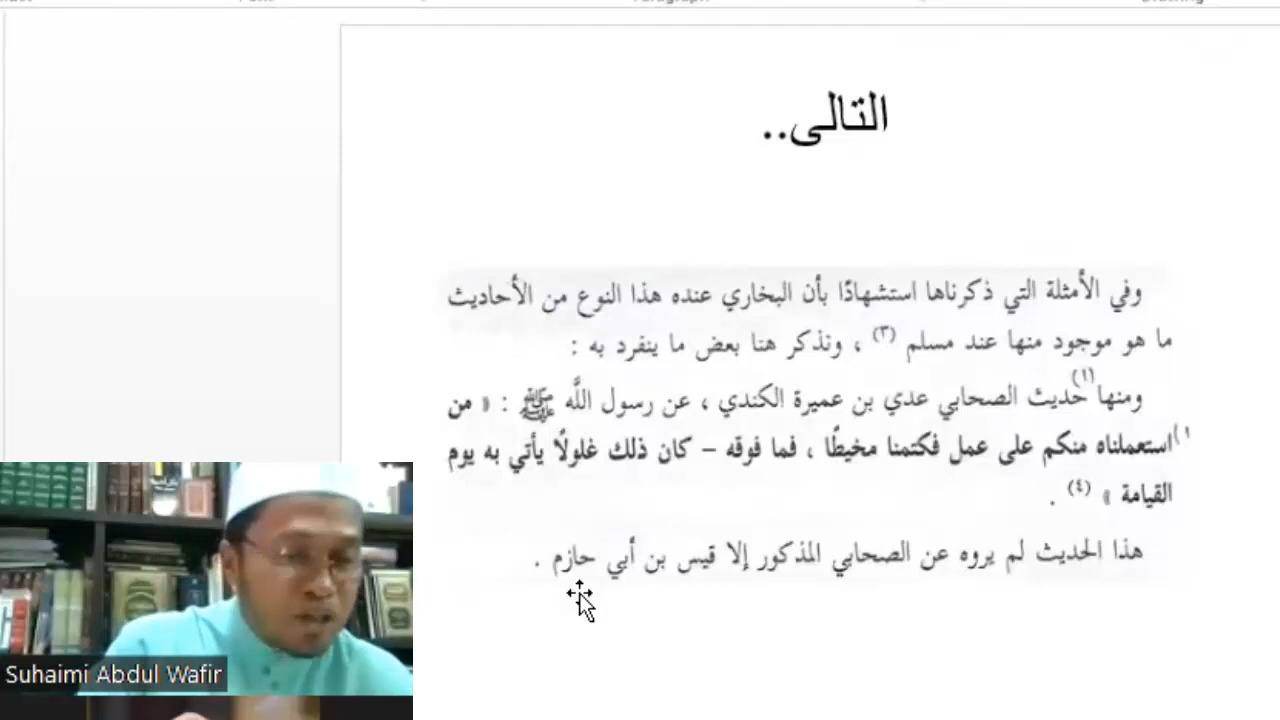 التالى..
وفي الأمثلة التي ذكرناها استشهادًا بأن البخاري عنده هذا النوع من الأحاديث
ما هو موجود منها عند مسلم (٣) ، ونذكر هنا بعض ما ينفرد به :
ومنها(١) حديث الصحابي عدي بن عميرة الكندي ، عن رسول اللَّه ﷺ : « من
استعملناه منكم على عمل فكتمنا مخيطًا ، فما فوقه – كان ذلك غلولًا يأتي به يوم
القيامة » (٤) .
هذا الحديث لم يروه عن الصحابي المذكور إلا قيس بن أبي حازم .
Suhaimi Abdul Wafir